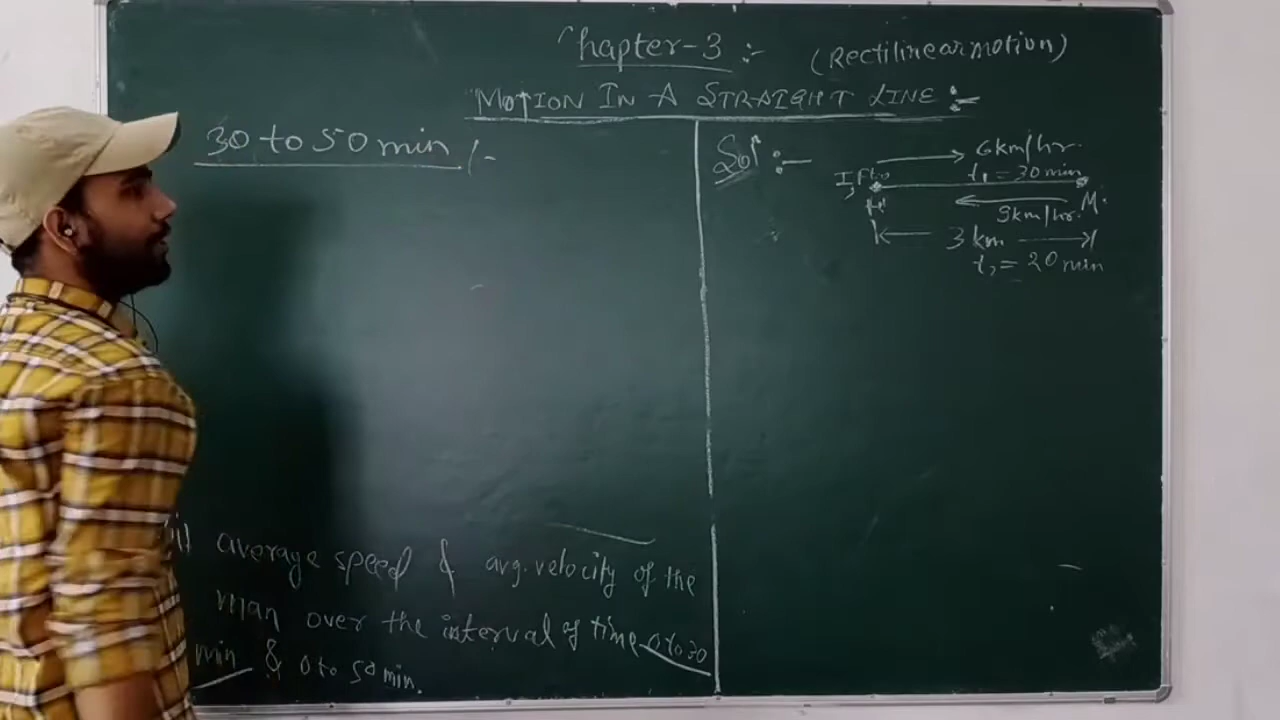 Chapter-3 :- (Rectilinear motion)
MOTION IN A STRAIGHT LINE :-
30 to 50 min :-
ii) average speed & avg. velocity of the
man over the interval of time 0 to 30
min & 0 to 50 min.
Sol :-
6km/hr.
t₁ = 30 min
H M.
9km/hr.
3 km
t₂ = 20 min